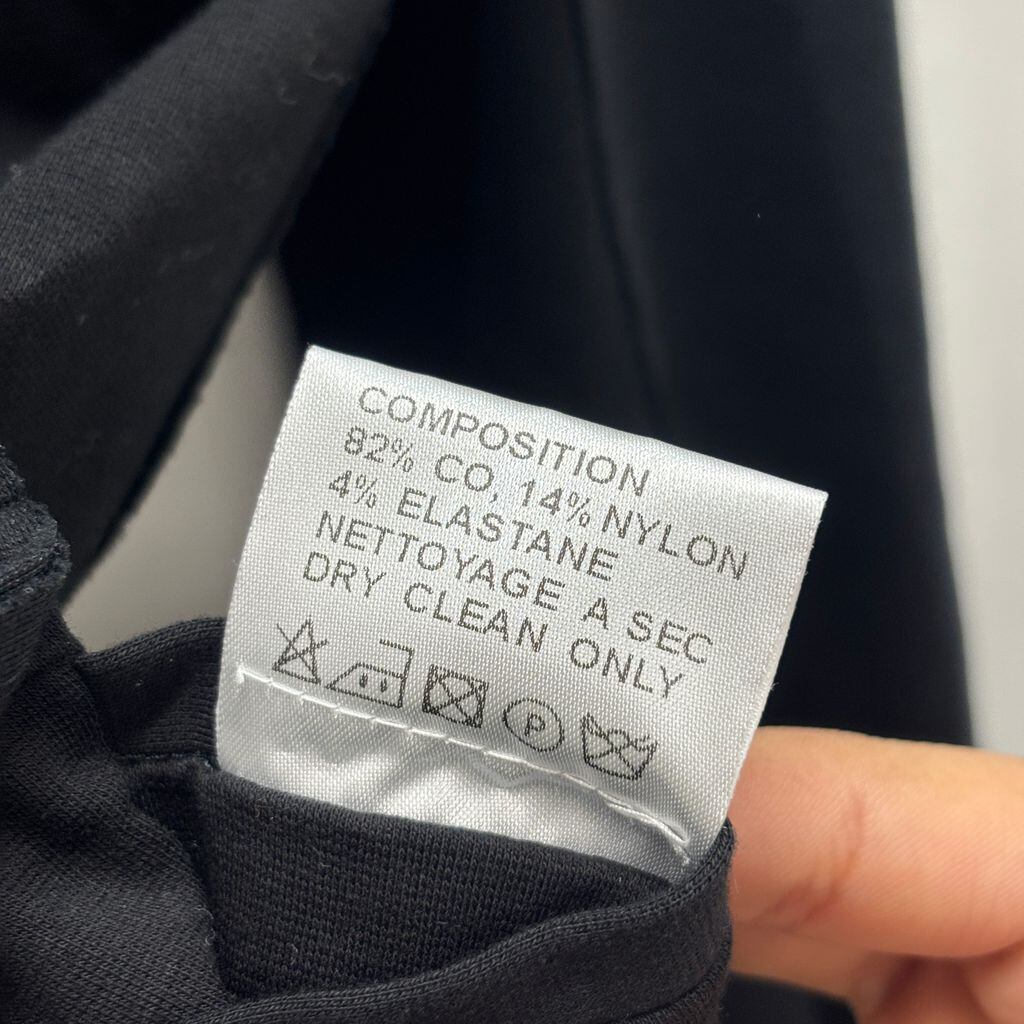 COMPOSITION
82% CO, 14% NYLON
4% ELASTANE
NETTOYAGE A SEC
DRY CLEAN ONLY
P